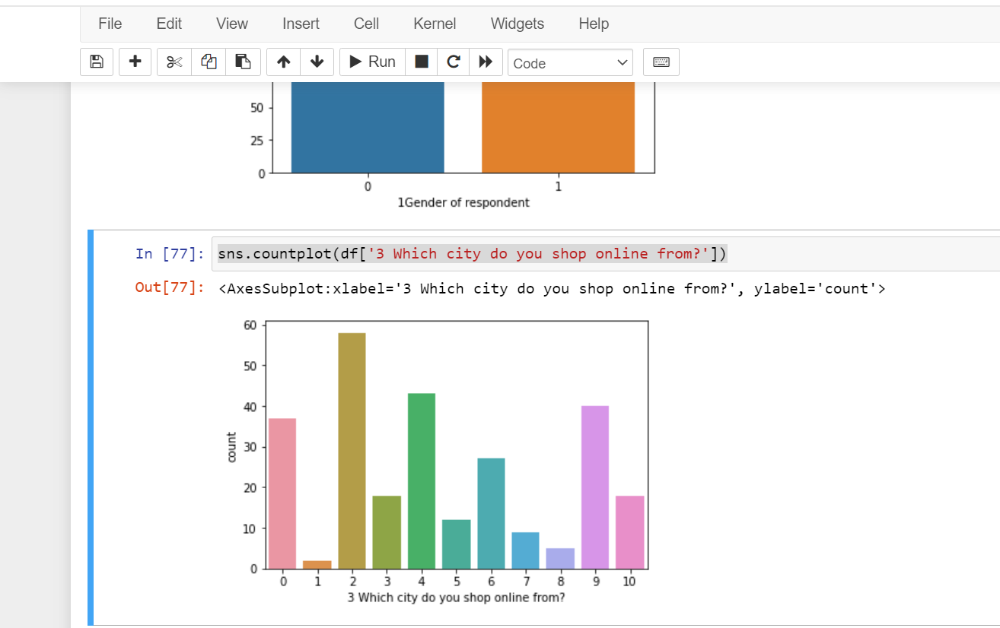 File Edit View Insert Cell Kernel Widgets Help
Run Code
50
25
0
0 1
1Gender of respondent
In [77]: sns.countplot(df['3 Which city do you shop online from?'])
Out[77]: <AxesSubplot:xlabel='3 Which city do you shop online from?', ylabel='count'>
60
50
40
30
20
10
0
count
0 1 2 3 4 5 6 7 8 9 10
3 Which city do you shop online from?